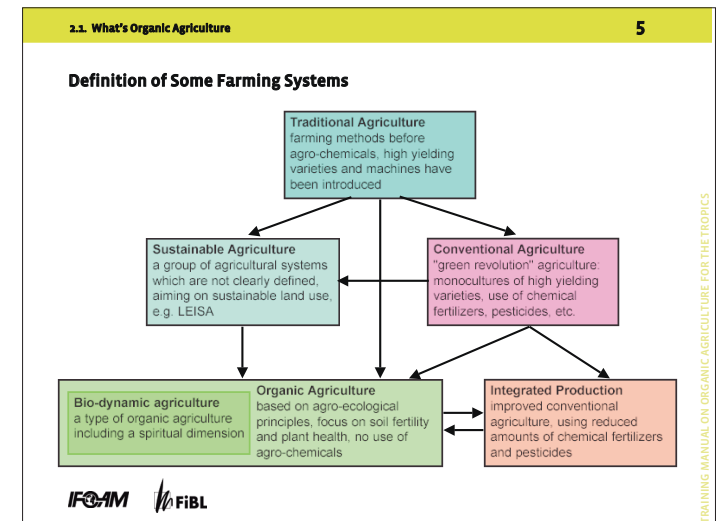 2.1. What's Organic Agriculture
5
Definition of Some Farming Systems
Traditional Agriculture
farming methods before
agro-chemicals, high yielding
varieties and machines have
been introduced
Sustainable Agriculture
a group of agricultural systems
which are not clearly defined,
aiming on sustainable land use,
e.g. LEISA
Conventional Agriculture
"green revolution" agriculture:
monocultures of high yielding
varieties, use of chemical
fertilizers, pesticides, etc.
Bio-dynamic agriculture
a type of organic agriculture
including a spiritual dimension
Organic Agriculture
based on agro-ecological
principles, focus on soil fertility
and plant health, no use of
agro-chemicals
Integrated Production
improved conventional
agriculture, using reduced
amounts of chemical fertilizers
and pesticides
IFOAM
FiBL
TRAINING MANUAL ON ORGANIC AGRICULTURE FOR THE TROPICS